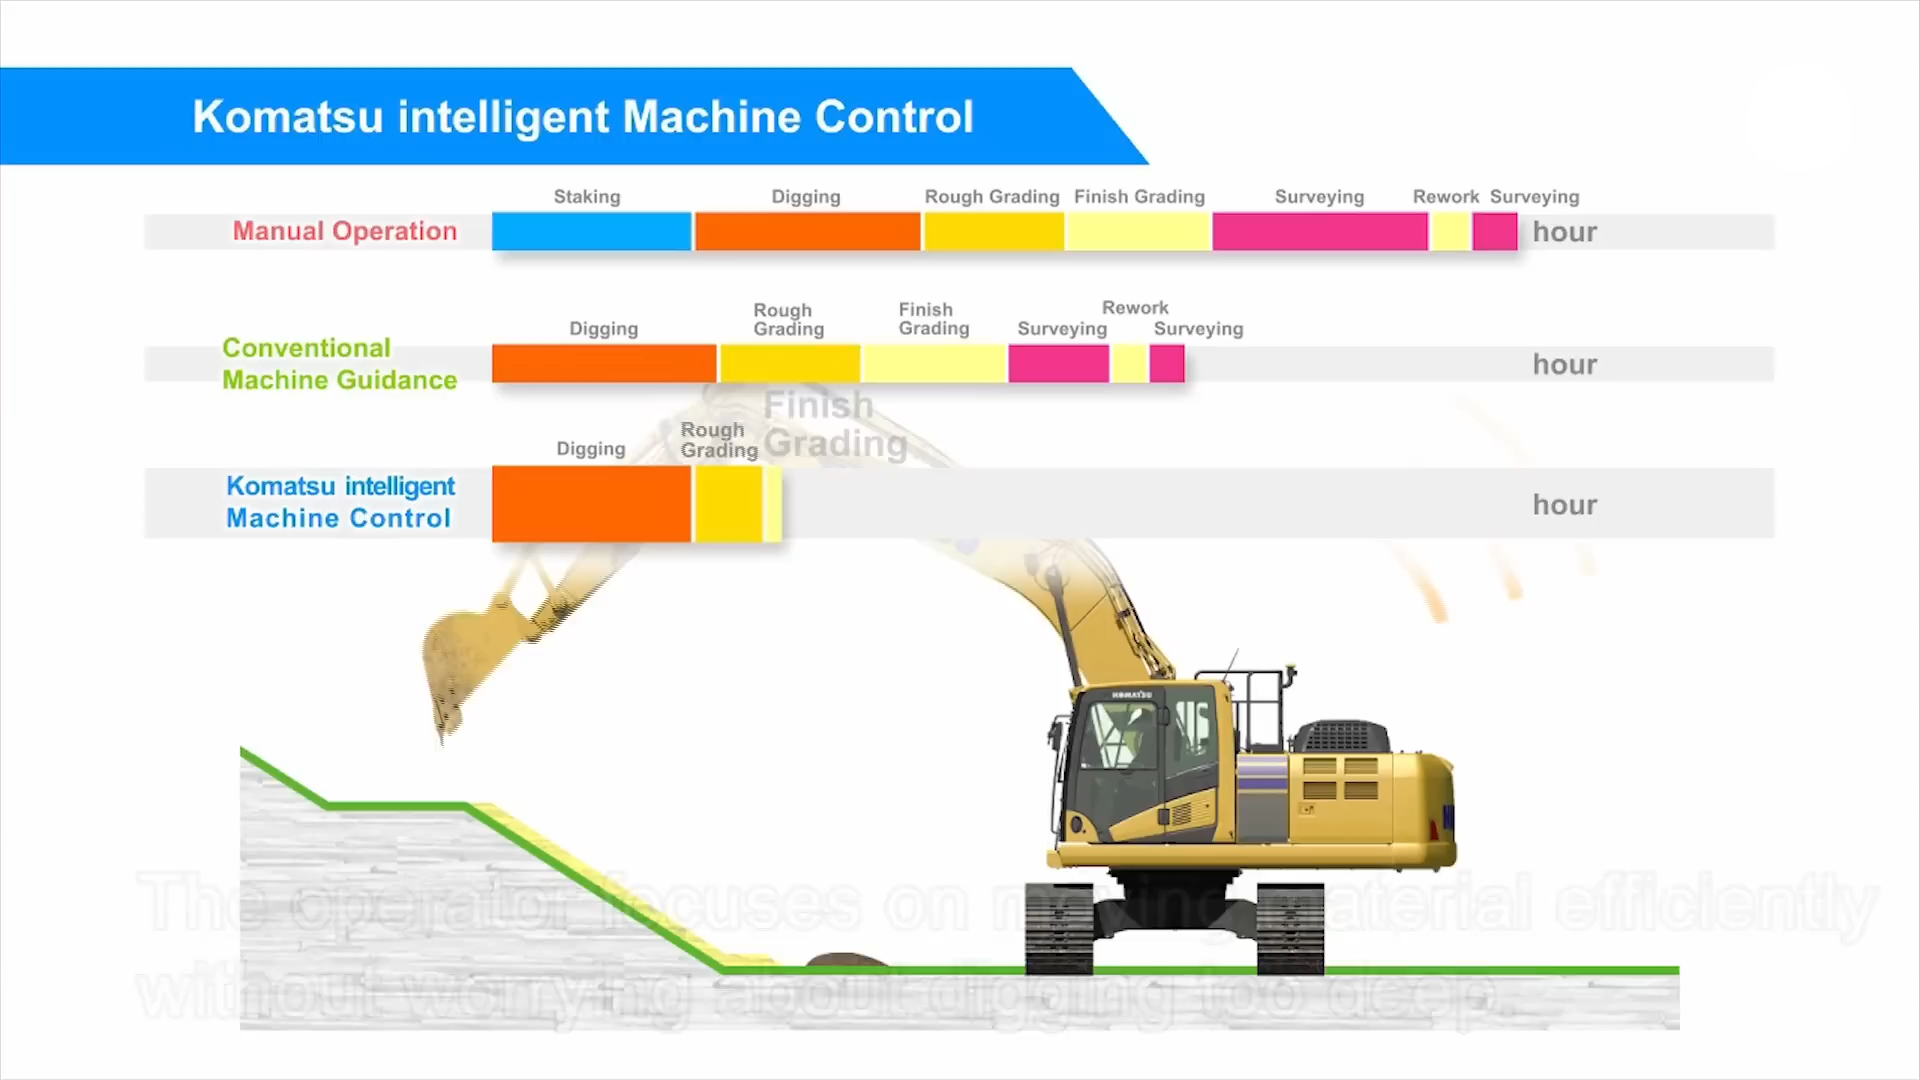 Komatsu intelligent Machine Control
Staking Digging Rough Grading Finish Grading Surveying Rework Surveying
Manual Operation hour
Digging Rough Grading Finish Grading Surveying Rework Surveying
Conventional Machine Guidance hour
Digging Rough Grading Finish Grading
Komatsu intelligent Machine Control hour
KOMATSU
The operator focuses on moving material efficiently
without worrying about digging too deep.